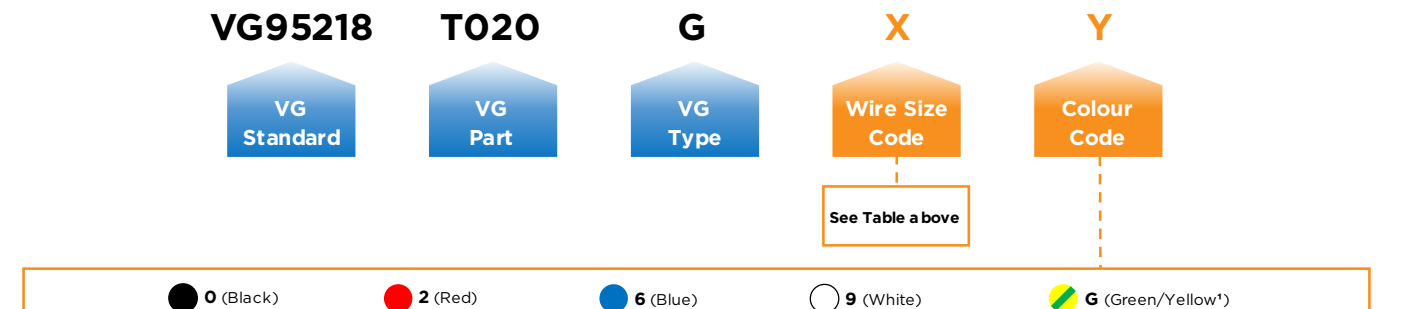 VG95218 T020 G X Y
VG Standard VG Part VG Type Wire Size Code Colour Code
See Table above
0 (Black) 2 (Red) 6 (Blue) 9 (White) G (Green/Yellow¹)